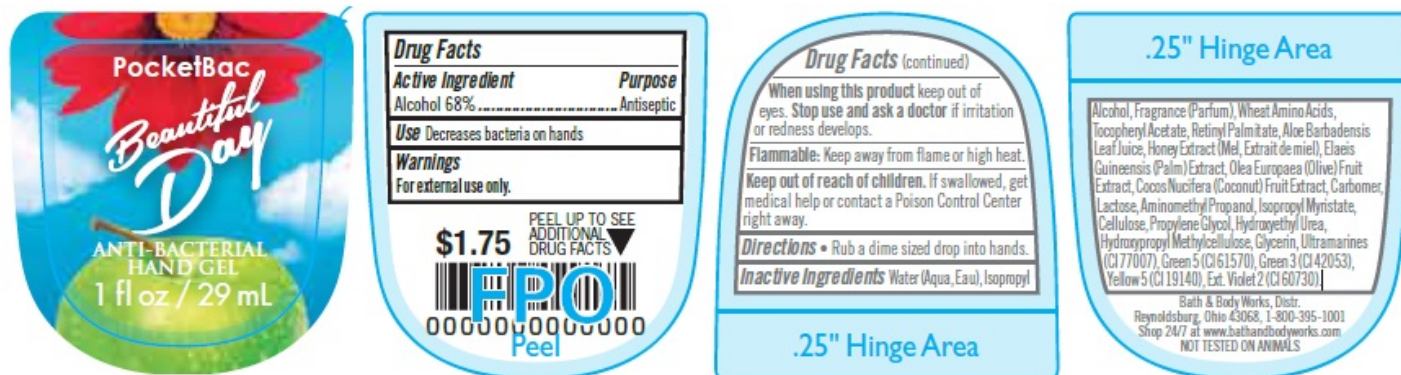 PocketBac
Beautiful
Day
ANTI-BACTERIAL
HAND GEL
1 fl oz / 29 mL
Drug Facts
Active Ingredient Purpose
Alcohol 68%.................................Antiseptic
Use Decreases bacteria on hands
Warnings
For external use only.
$1.75
PEEL UP TO SEE
ADDITIONAL
DRUG FACTS
FPO
0000000000000
Peel
Drug Facts (continued)
When using this product keep out of
eyes. Stop use and ask a doctor if irritation
or redness develops.
Flammable: Keep away from flame or high heat.
Keep out of reach of children. If swallowed, get
medical help or contact a Poison Control Center
right away.
Directions • Rub a dime sized drop into hands.
Inactive Ingredients Water (Aqua, Eau), Isopropyl
.25" Hinge Area
.25" Hinge Area
Alcohol, Fragrance (Parfum), Wheat Amino Acids,
Tocopheryl Acetate, Retinyl Palmitate, Aloe Barbadensis
Leaf Juice, Honey Extract (Mel, Extrait de miel), Elaeis
Guineensis (Palm) Extract, Olea Europaea (Olive) Fruit
Extract, Cocos Nucifera (Coconut) Fruit Extract, Carbomer,
Lactose, Aminomethyl Propanol, Isopropyl Myristate,
Cellulose, Propylene Glycol, Hydroxyethyl Urea,
Hydroxypropyl Methylcellulose, Glycerin, Ultramarines
(CI 77007), Green 5 (CI 61570), Green 3 (CI 42053),
Yellow 5 (CI 19140), Ext. Violet 2 (CI 60730).
Bath & Body Works, Distr.
Reynoldsburg, Ohio 43068, 1-800-395-1001
Shop 24/7 at www.bathandbodyworks.com
NOT TESTED ON ANIMALS